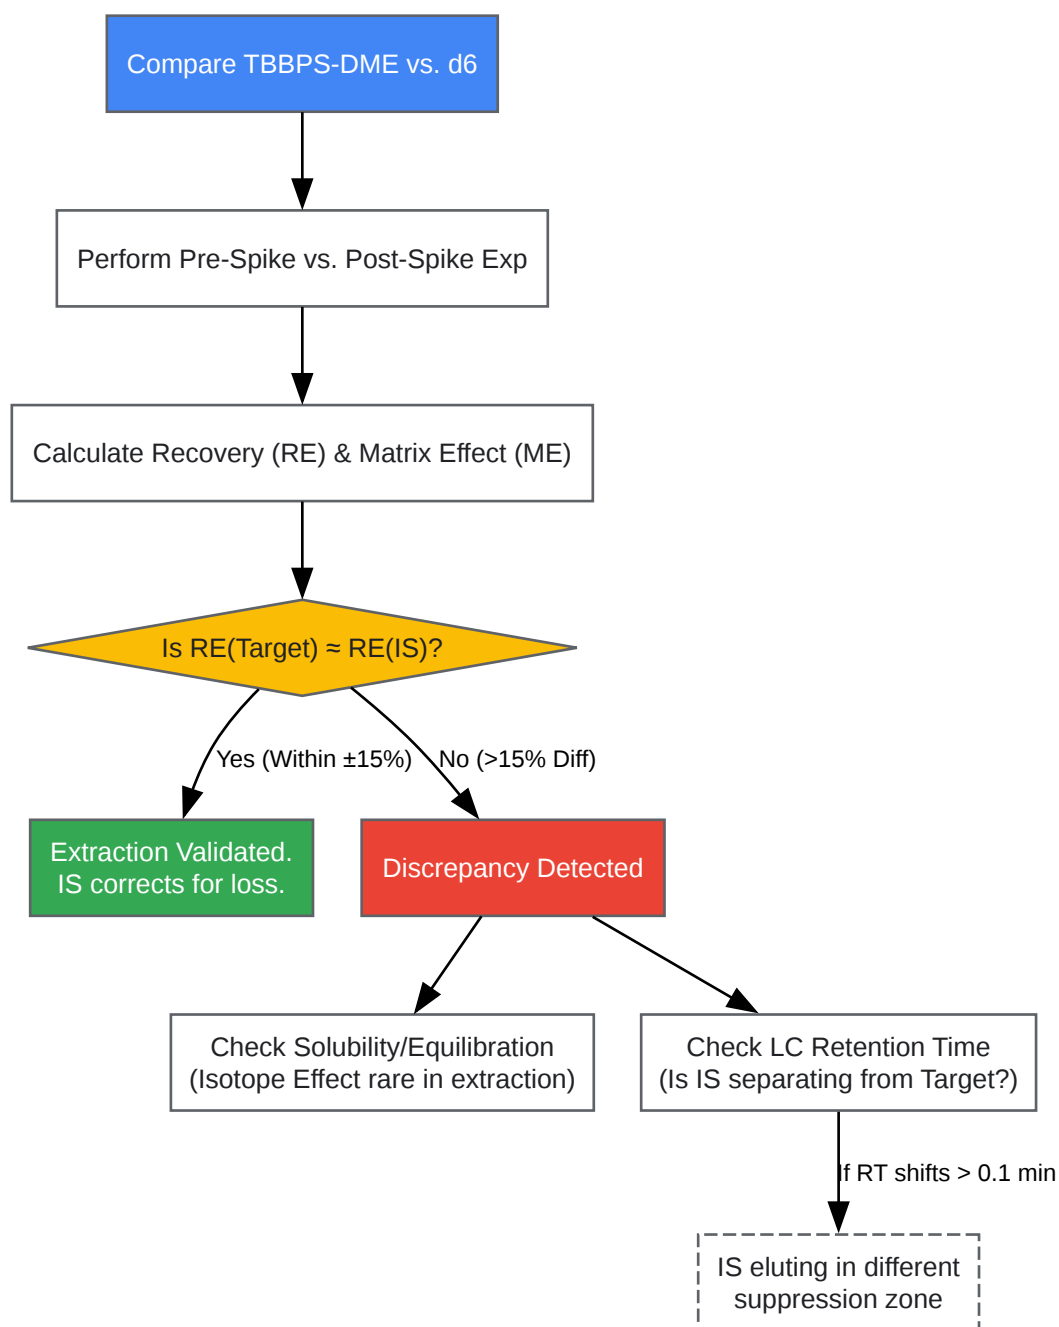 Compare TBBPS-DME vs. d6
Perform Pre-Spike vs. Post-Spike Exp
Calculate Recovery (RE) & Matrix Effect (ME)
Is RE(Target) ≈ RE(IS)?
Yes (Within ±15%)
No (>15% Diff)
Extraction Validated.
IS corrects for loss.
Discrepancy Detected
Check Solubility/Equilibration
(Isotope Effect rare in extraction)
Check LC Retention Time
(Is IS separating from Target?)
If RT shifts > 0.1 min
IS eluting in different
suppression zone